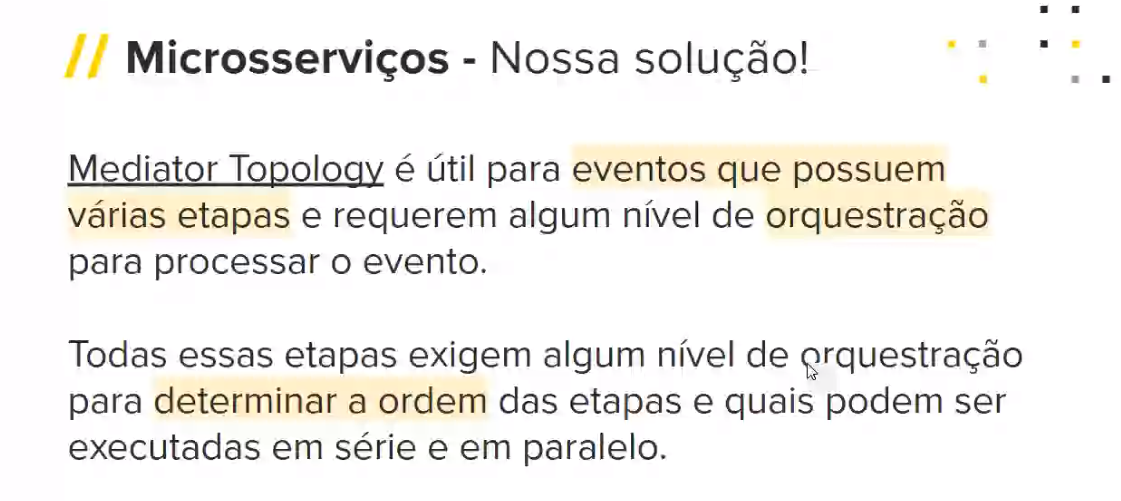 // Microsserviços - Nossa solução!
Mediator Topology é útil para eventos que possuem
várias etapas e requerem algum nível de orquestração
para processar o evento.
Todas essas etapas exigem algum nível de orquestração
para determinar a ordem das etapas e quais podem ser
executadas em série e em paralelo.